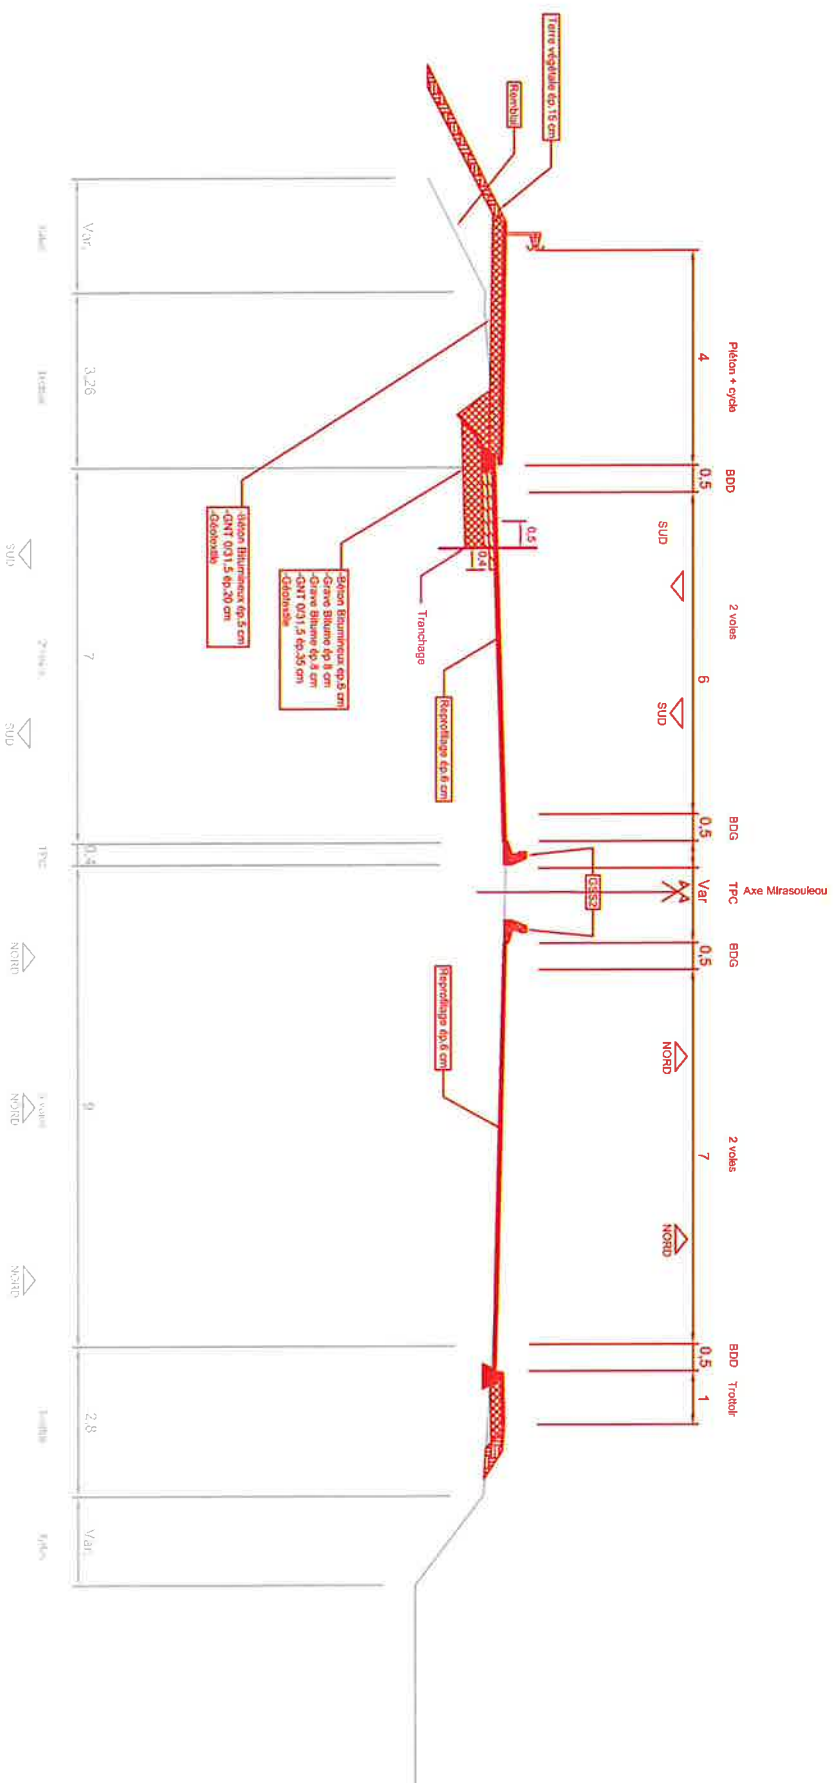 Axe Mirasouleou
Piéton + cycle
BDD
2 voies
BDG
TPC
BDG
2 voies
BDD
Trottoir
4
0,5
6
0,5
Var
0,5
7
0,5
1
SUD
SUD
NORD
NORD
GSS2
Terre végétale ép.15 cm
Remblai
0,5
0,4
Tranchage
Reprofilage ép.6 cm
Reprofilage ép.6 cm
-Béton Bitumineux ép.6 cm
-Grave Bitume ép.8 cm
-Grave Bitume ép.8 cm
-GNT 0/31,5 ép.35 cm
-Géotextile
-Béton Bitumineux ép.5 cm
-GNT 0/31,5 ép.20 cm
-Géotextile
Var.
3,26
7
0,4
9
2,8
Var.
Trottoir
TPC
Trottoir
SUD
SUD
NORD
NORD
NORD